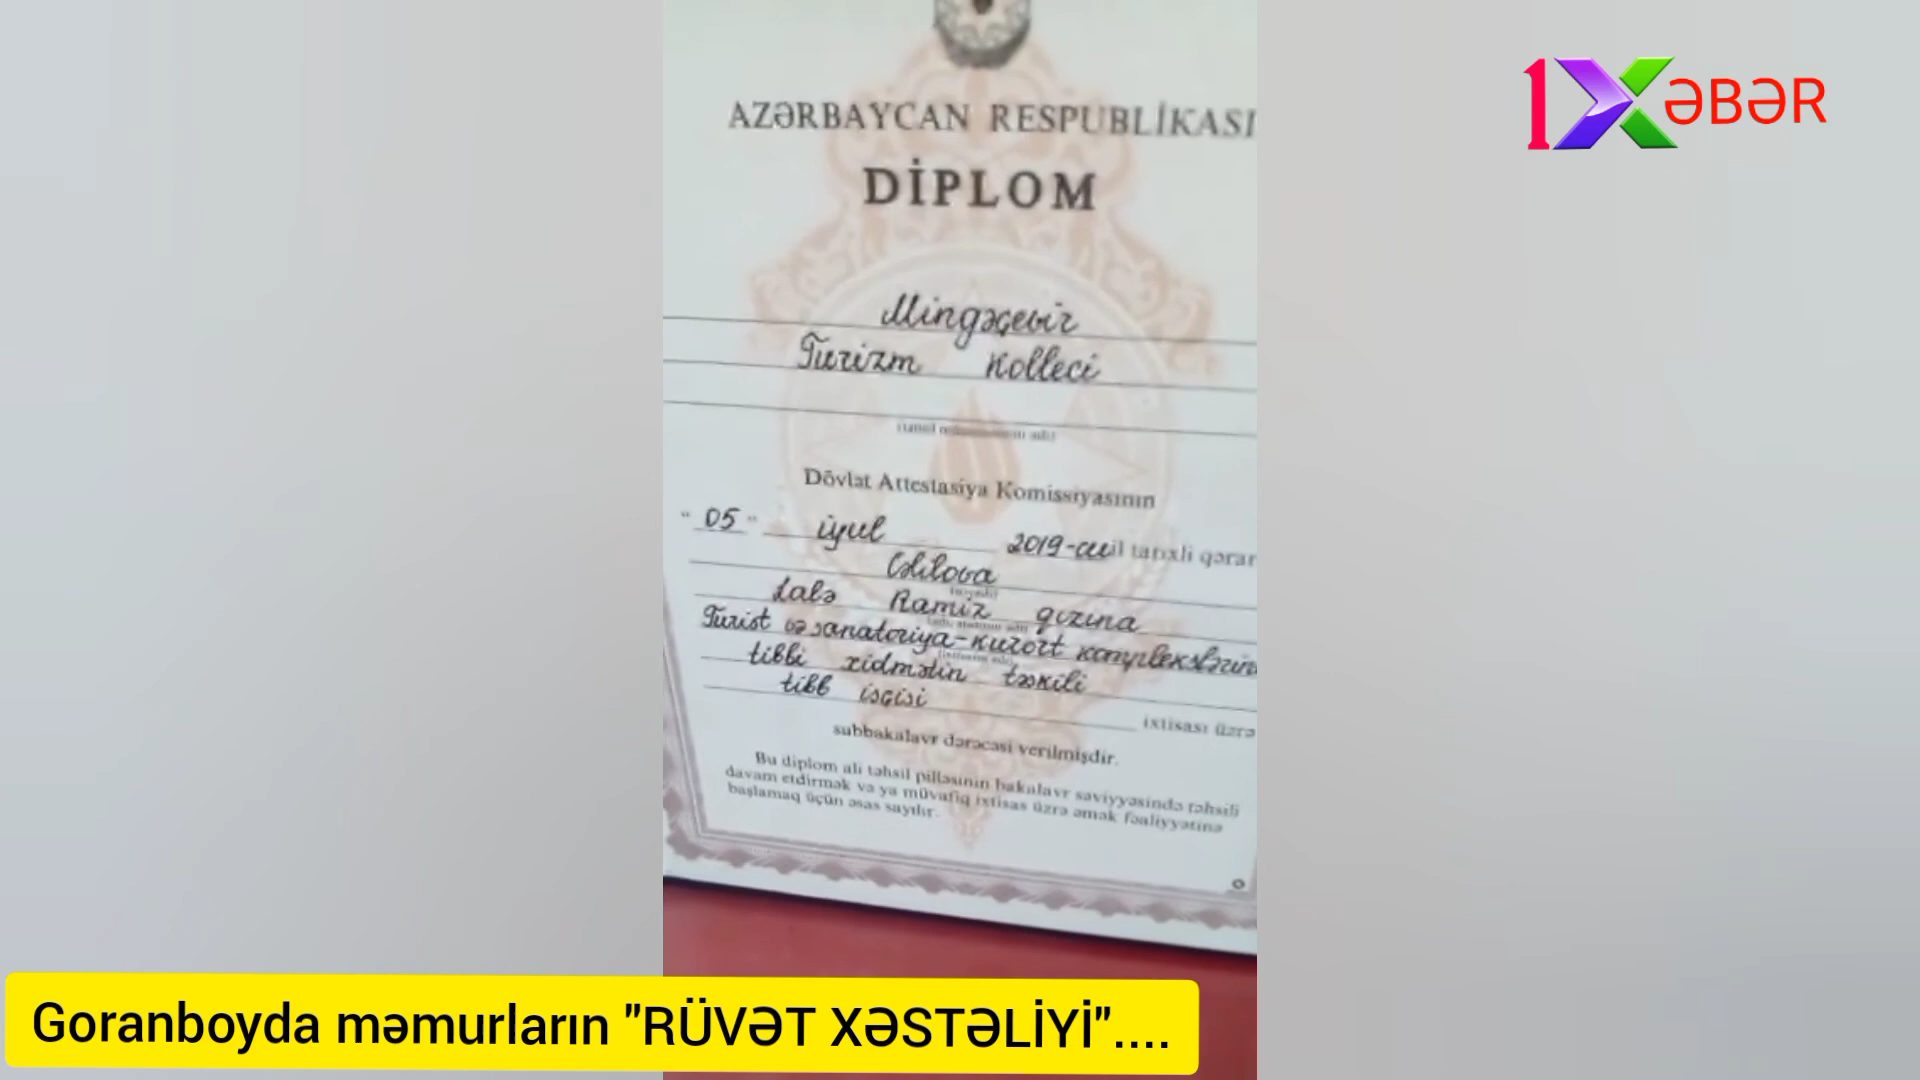 1XƏBƏR
AZƏRBAYCAN RESPUBLİKASI
DİPLOM
Mingəçevir
Turizm Kolleci
Dövlət Attestasiya Komissiyasının
" 05 " iyul 2019-cu il tarixli qərar
Cəlilova
Lalə Ramiz qızına
Turist və sanatoriya-kurort komplekslərin
tibbi xidmətin təşkili
tibb işçisi
ixtisası üzrə
subbakalavr dərəcəsi verilmişdir.
Bu diplom ali təhsil pilləsinin bakalavr səviyyəsində təhsili
davam etdirmək və ya müvafiq ixtisas üzrə əmək fəaliyyətinə
başlamaq üçün əsas sayılır.
Goranboyda məmurların "RÜVƏT XƏSTƏLİYİ"....